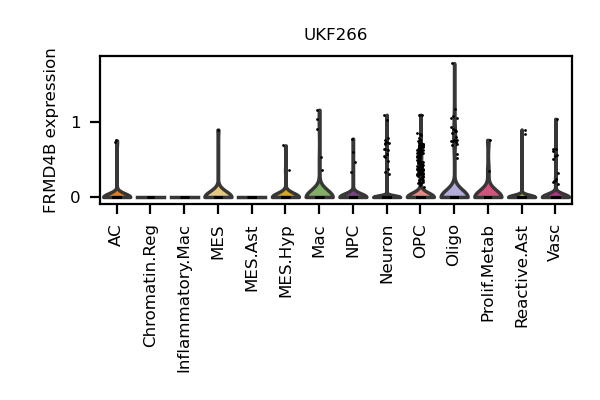 UKF266
FRMD4B expression
1
0
AC
Chromatin.Reg
Inflammatory.Mac
MES
MES.Ast
MES.Hyp
Mac
NPC
Neuron
OPC
Oligo
Prolif.Metab
Reactive.Ast
Vasc